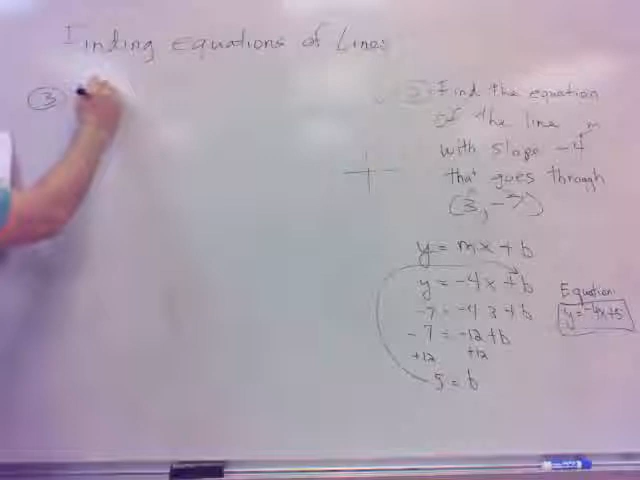 Finding Equations of Lines
③
② Find the equation
of the line m
with slope -4
that goes through
(3, -7)
y = mx + b
y = -4x + b
-7 = -4·3 + b
-7 = -12 + b
+12 +12
5 = b
Equation:
y = -4x+5